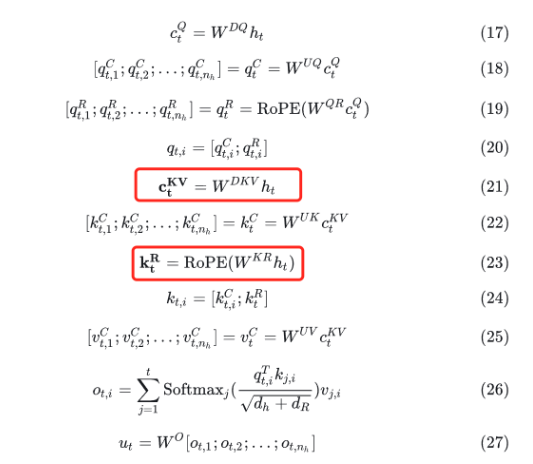 $c_t^Q = W^{DQ} h_t$ (17)
$[q_{t,1}^C; q_{t,2}^C; \ldots; q_{t,n_h}^C] = q_t^C = W^{UQ} c_t^Q$ (18)
$[q_{t,1}^R; q_{t,2}^R; \ldots; q_{t,n_h}^R] = q_t^R = \text{RoPE}(W^{QR} c_t^Q)$ (19)
$q_{t,i} = [q_{t,i}^C; q_{t,i}^R]$ (20)
$\mathbf{c_t^{KV}} = W^{DKV} h_t$ (21)
$[k_{t,1}^C; k_{t,2}^C; \ldots; k_{t,n_h}^C] = k_t^C = W^{UK} c_t^{KV}$ (22)
$\mathbf{k_t^R} = \text{RoPE}(W^{KR} h_t)$ (23)
$k_{t,i} = [k_{t,i}^C; k_t^R]$ (24)
$[v_{t,1}^C; v_{t,2}^C; \ldots; v_{t,n_h}^C] = v_t^C = W^{UV} c_t^{KV}$ (25)
$o_{t,i} = \sum_{j=1}^{t} \text{Softmax}_j(\frac{q_{t,i}^T k_{j,i}}{\sqrt{d_h + d_R}}) v_{j,i}$ (26)
$u_t = W^O [o_{t,1}; o_{t,2}; \ldots; o_{t,n_h}]$ (27)